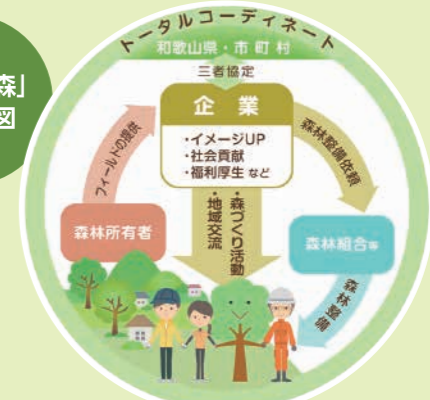 森」
図
トータルコーディネート
和歌山県・市町村
三者協定
企業
・イメージUP
・社会貢献
・福利厚生 など
フィールドの提供
森林整備依頼
・森づくり活動
・地域交流
森林所有者
森林組合等
森林整備